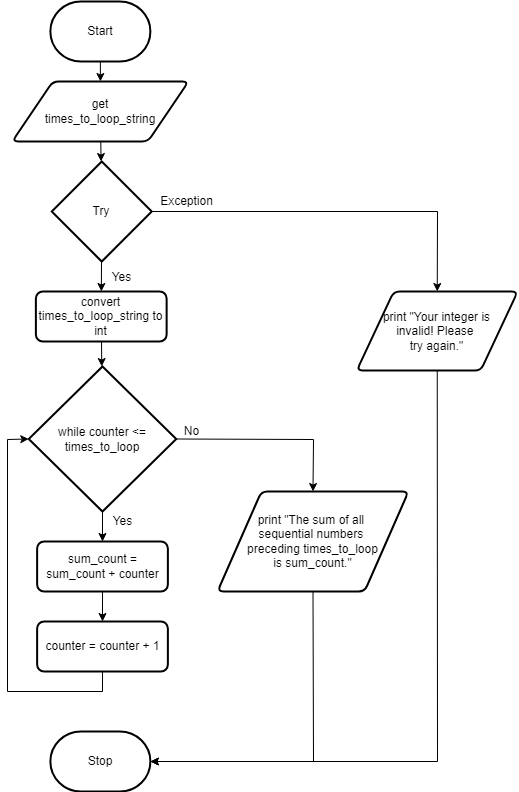 Start
get
times_to_loop_string
Try
Exception
Yes
convert
times_to_loop_string to
int
print "Your integer is
invalid! Please
try again."
while counter <=
times_to_loop
No
Yes
print "The sum of all
sequential numbers
preceding times_to_loop
is sum_count."
sum_count =
sum_count + counter
counter = counter + 1
Stop